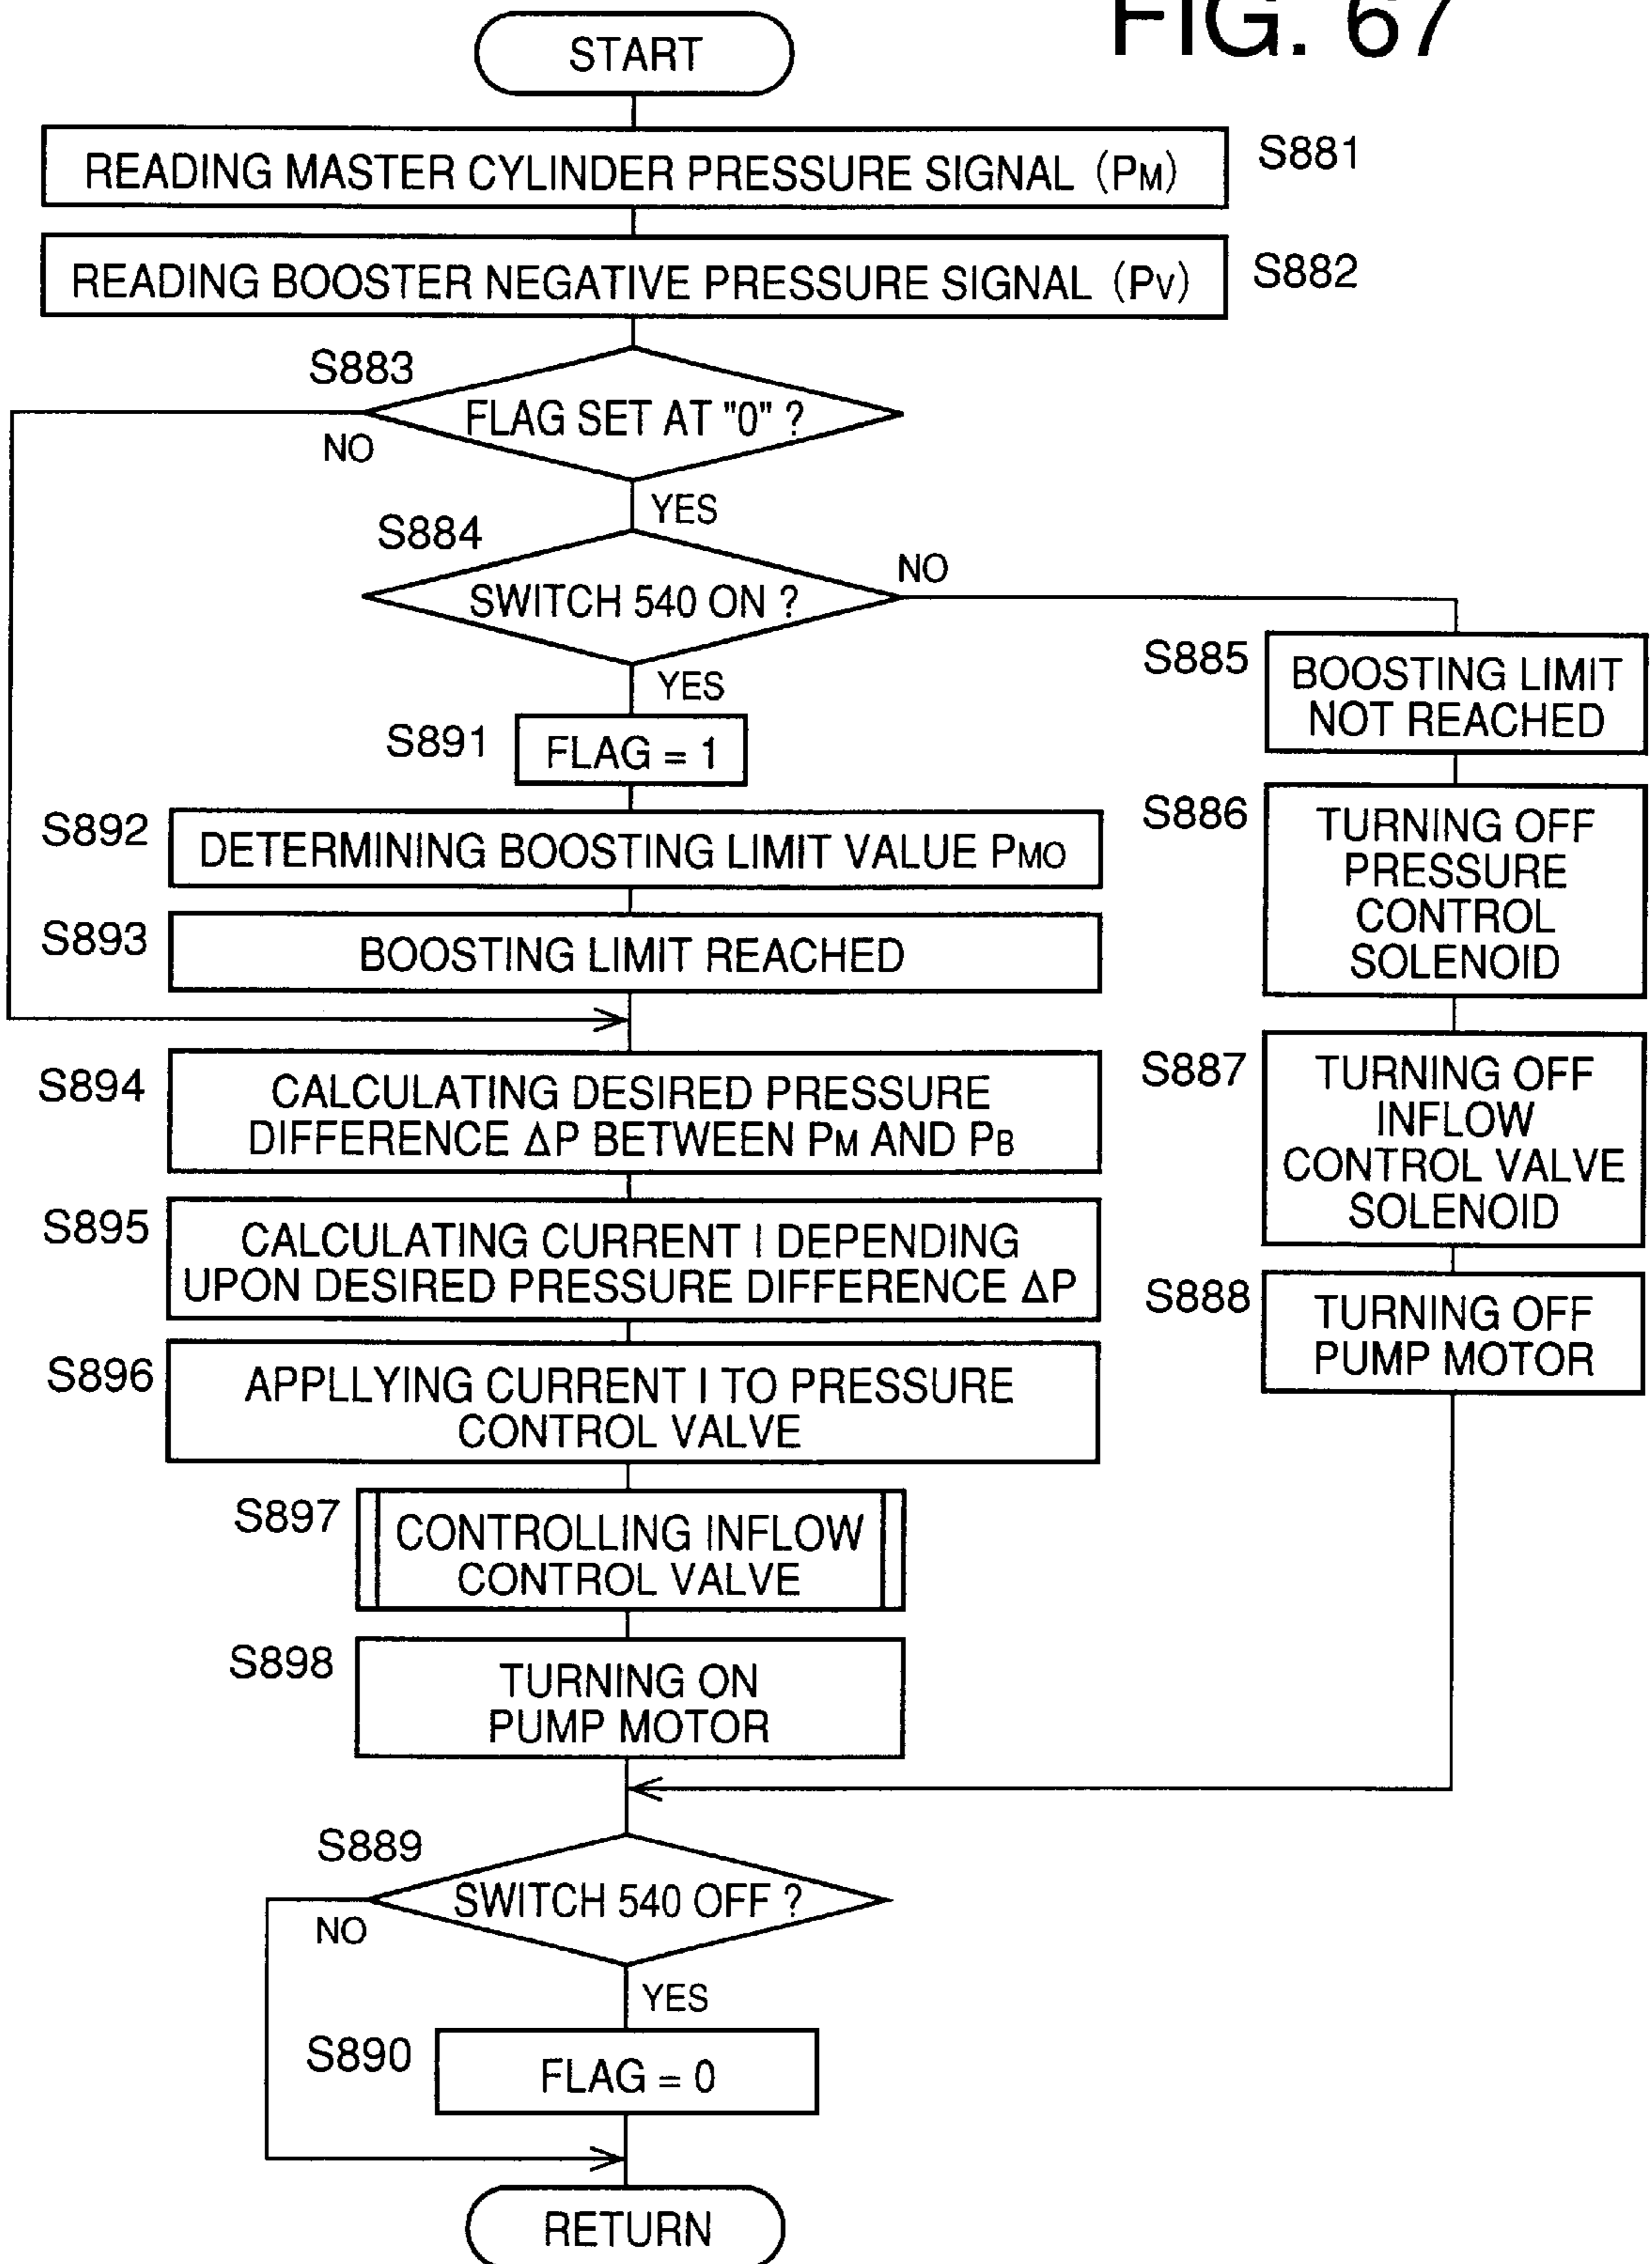 FIG. 67
START
READING MASTER CYLINDER PRESSURE SIGNAL (PM)
S881
READING BOOSTER NEGATIVE PRESSURE SIGNAL (PV)
S882
S883
FLAG SET AT "0" ?
NO
YES
S884
SWITCH 540 ON ?
NO
YES
S885
BOOSTING LIMIT
NOT REACHED
S891
FLAG = 1
S886
TURNING OFF
PRESSURE
CONTROL
SOLENOID
S892
DETERMINING BOOSTING LIMIT VALUE PMO
S893
BOOSTING LIMIT REACHED
S887
TURNING OFF
INFLOW
CONTROL VALVE
SOLENOID
S894
CALCULATING DESIRED PRESSURE
DIFFERENCE ΔP BETWEEN PM AND PB
S895
CALCULATING CURRENT I DEPENDING
UPON DESIRED PRESSURE DIFFERENCE ΔP
S888
TURNING OFF
PUMP MOTOR
S896
APPLLYING CURRENT I TO PRESSURE
CONTROL VALVE
S897
CONTROLLING INFLOW
CONTROL VALVE
S898
TURNING ON
PUMP MOTOR
S889
SWITCH 540 OFF ?
NO
YES
S890
FLAG = 0
RETURN